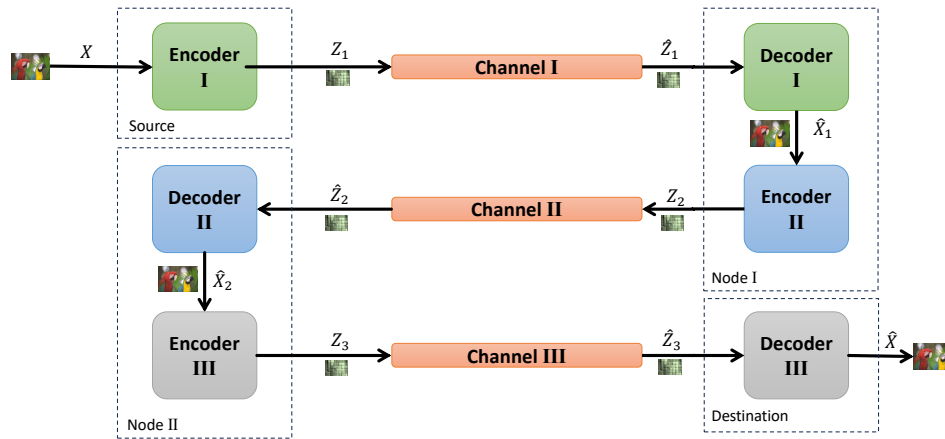 X
Encoder
I
Source
Z₁
Channel I
Ẑ₁
Decoder
I
X̂₁
Encoder
II
Node I
Z₂
Channel II
Ẑ₂
Decoder
II
X̂₂
Encoder
III
Node II
Z₃
Channel III
Ẑ₃
Decoder
III
Destination
X̂